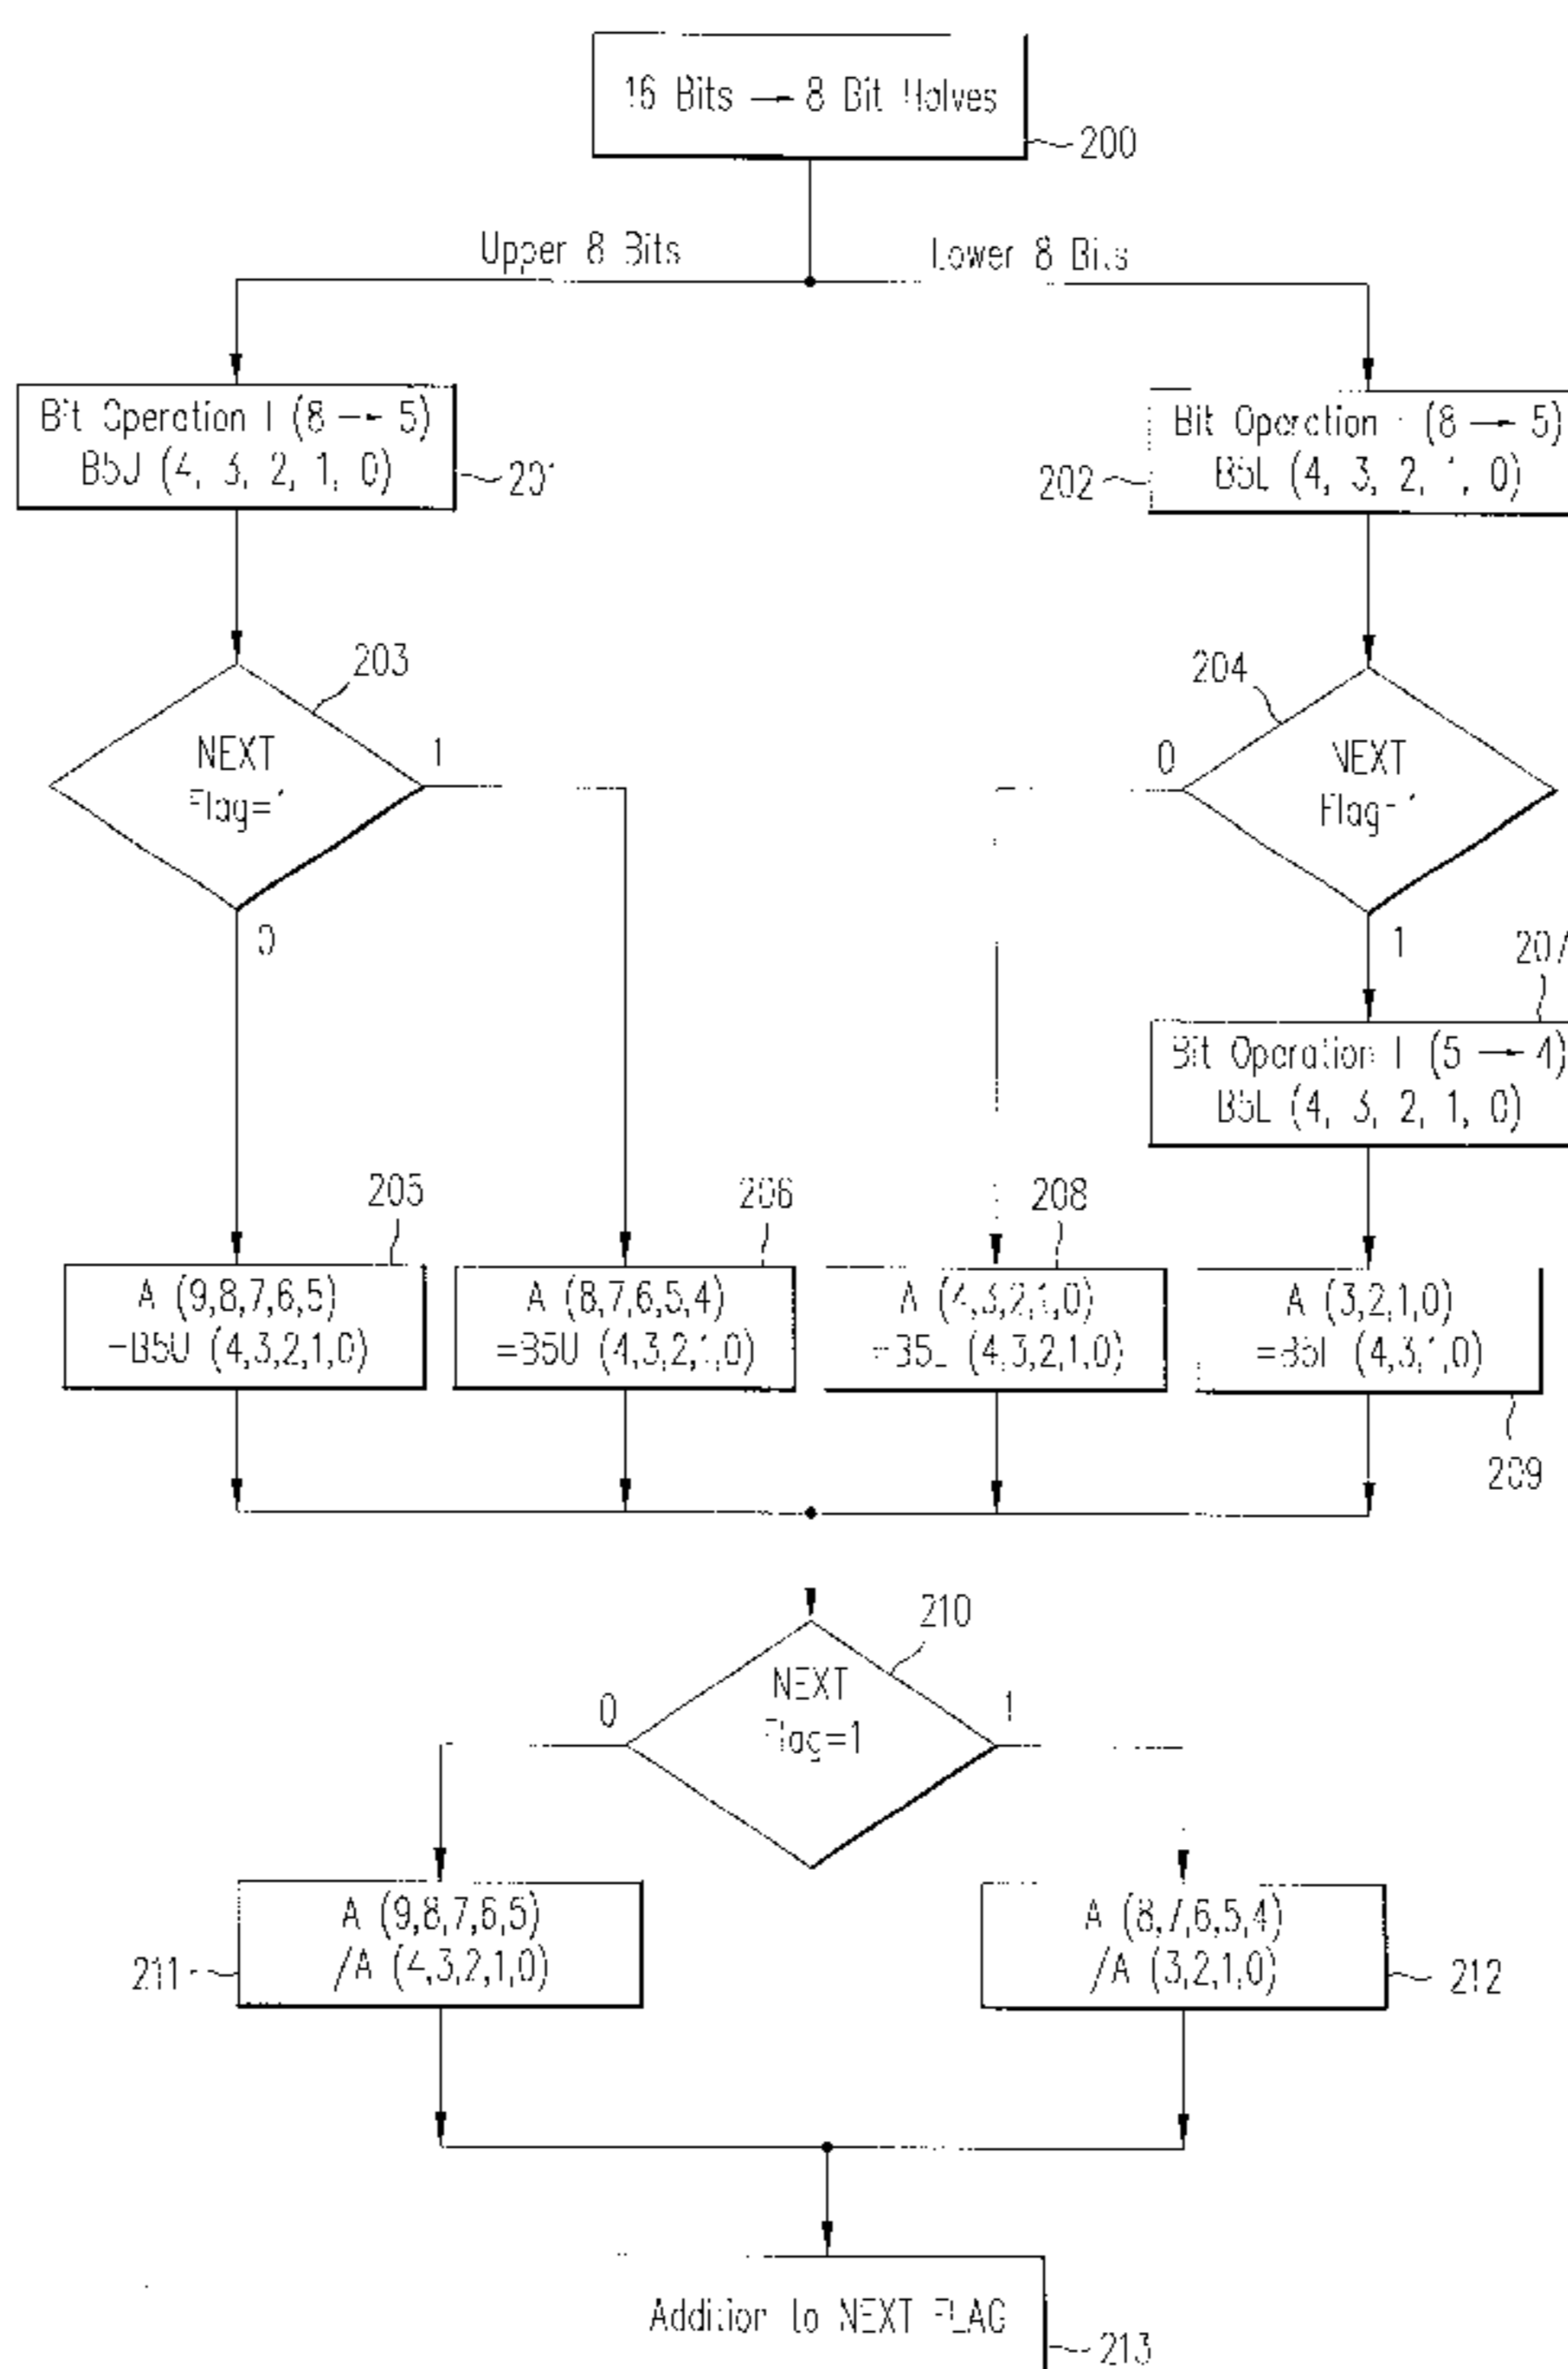 16 Bits → 8 Bit Halves
200
Upper 8 Bits
Lower 8 Bits
Bit Operation I (8 → 5)
B5U (4, 3, 2, 1, 0)
201
Bit Operation I (8 → 5)
B5L (4, 3, 2, 1, 0)
202
203
NEXT
Flag=1
1
0
204
NEXT
Flag=1
0
1
207
Bit Operation I (5 → 4)
B5L (4, 3, 2, 1, 0)
205
A (9,8,7,6,5)
=B5U (4,3,2,1,0)
206
A (8,7,6,5,4)
=B5U (4,3,2,1,0)
208
A (4,3,2,1,0)
=B5L (4,3,2,1,0)
A (3,2,1,0)
=B5L (4,3,1,0)
209
210
NEXT
Flag=1
0
1
A (9,8,7,6,5)
/A (4,3,2,1,0)
211
A (8,7,6,5,4)
/A (3,2,1,0)
212
Addition to NEXT FLAG
213